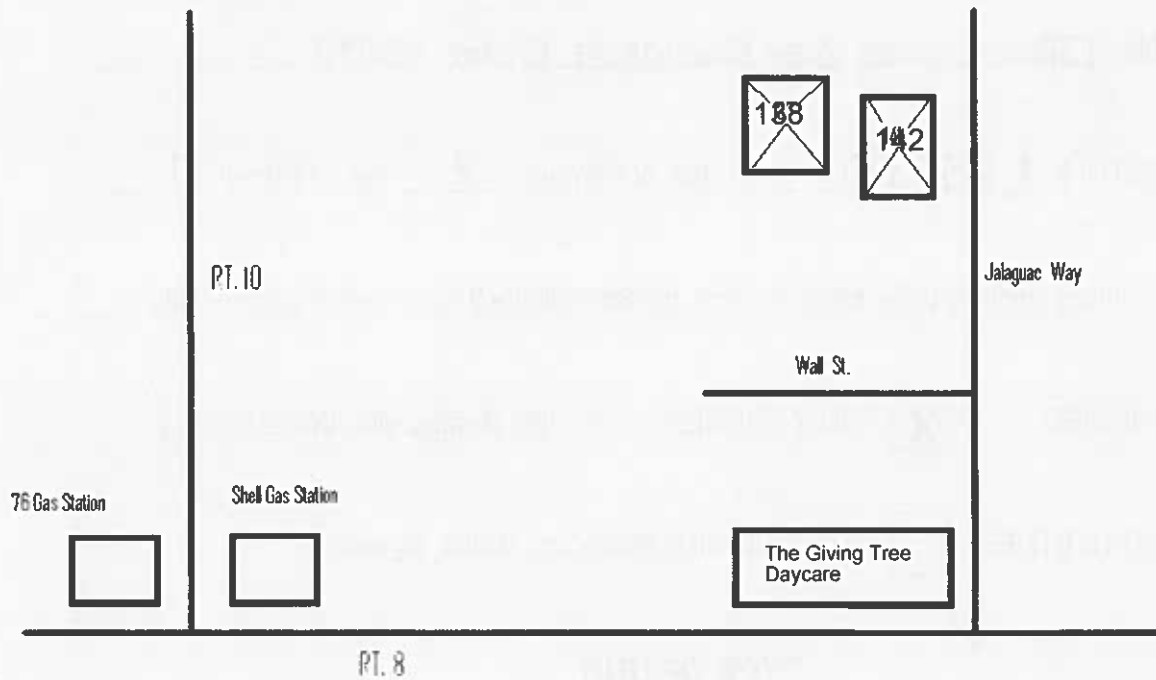 142
RT. 10
Jalaguac Way
Wall St.
76 Gas Station
Shell Gas Station
The Giving Tree
Daycare
RT. 8